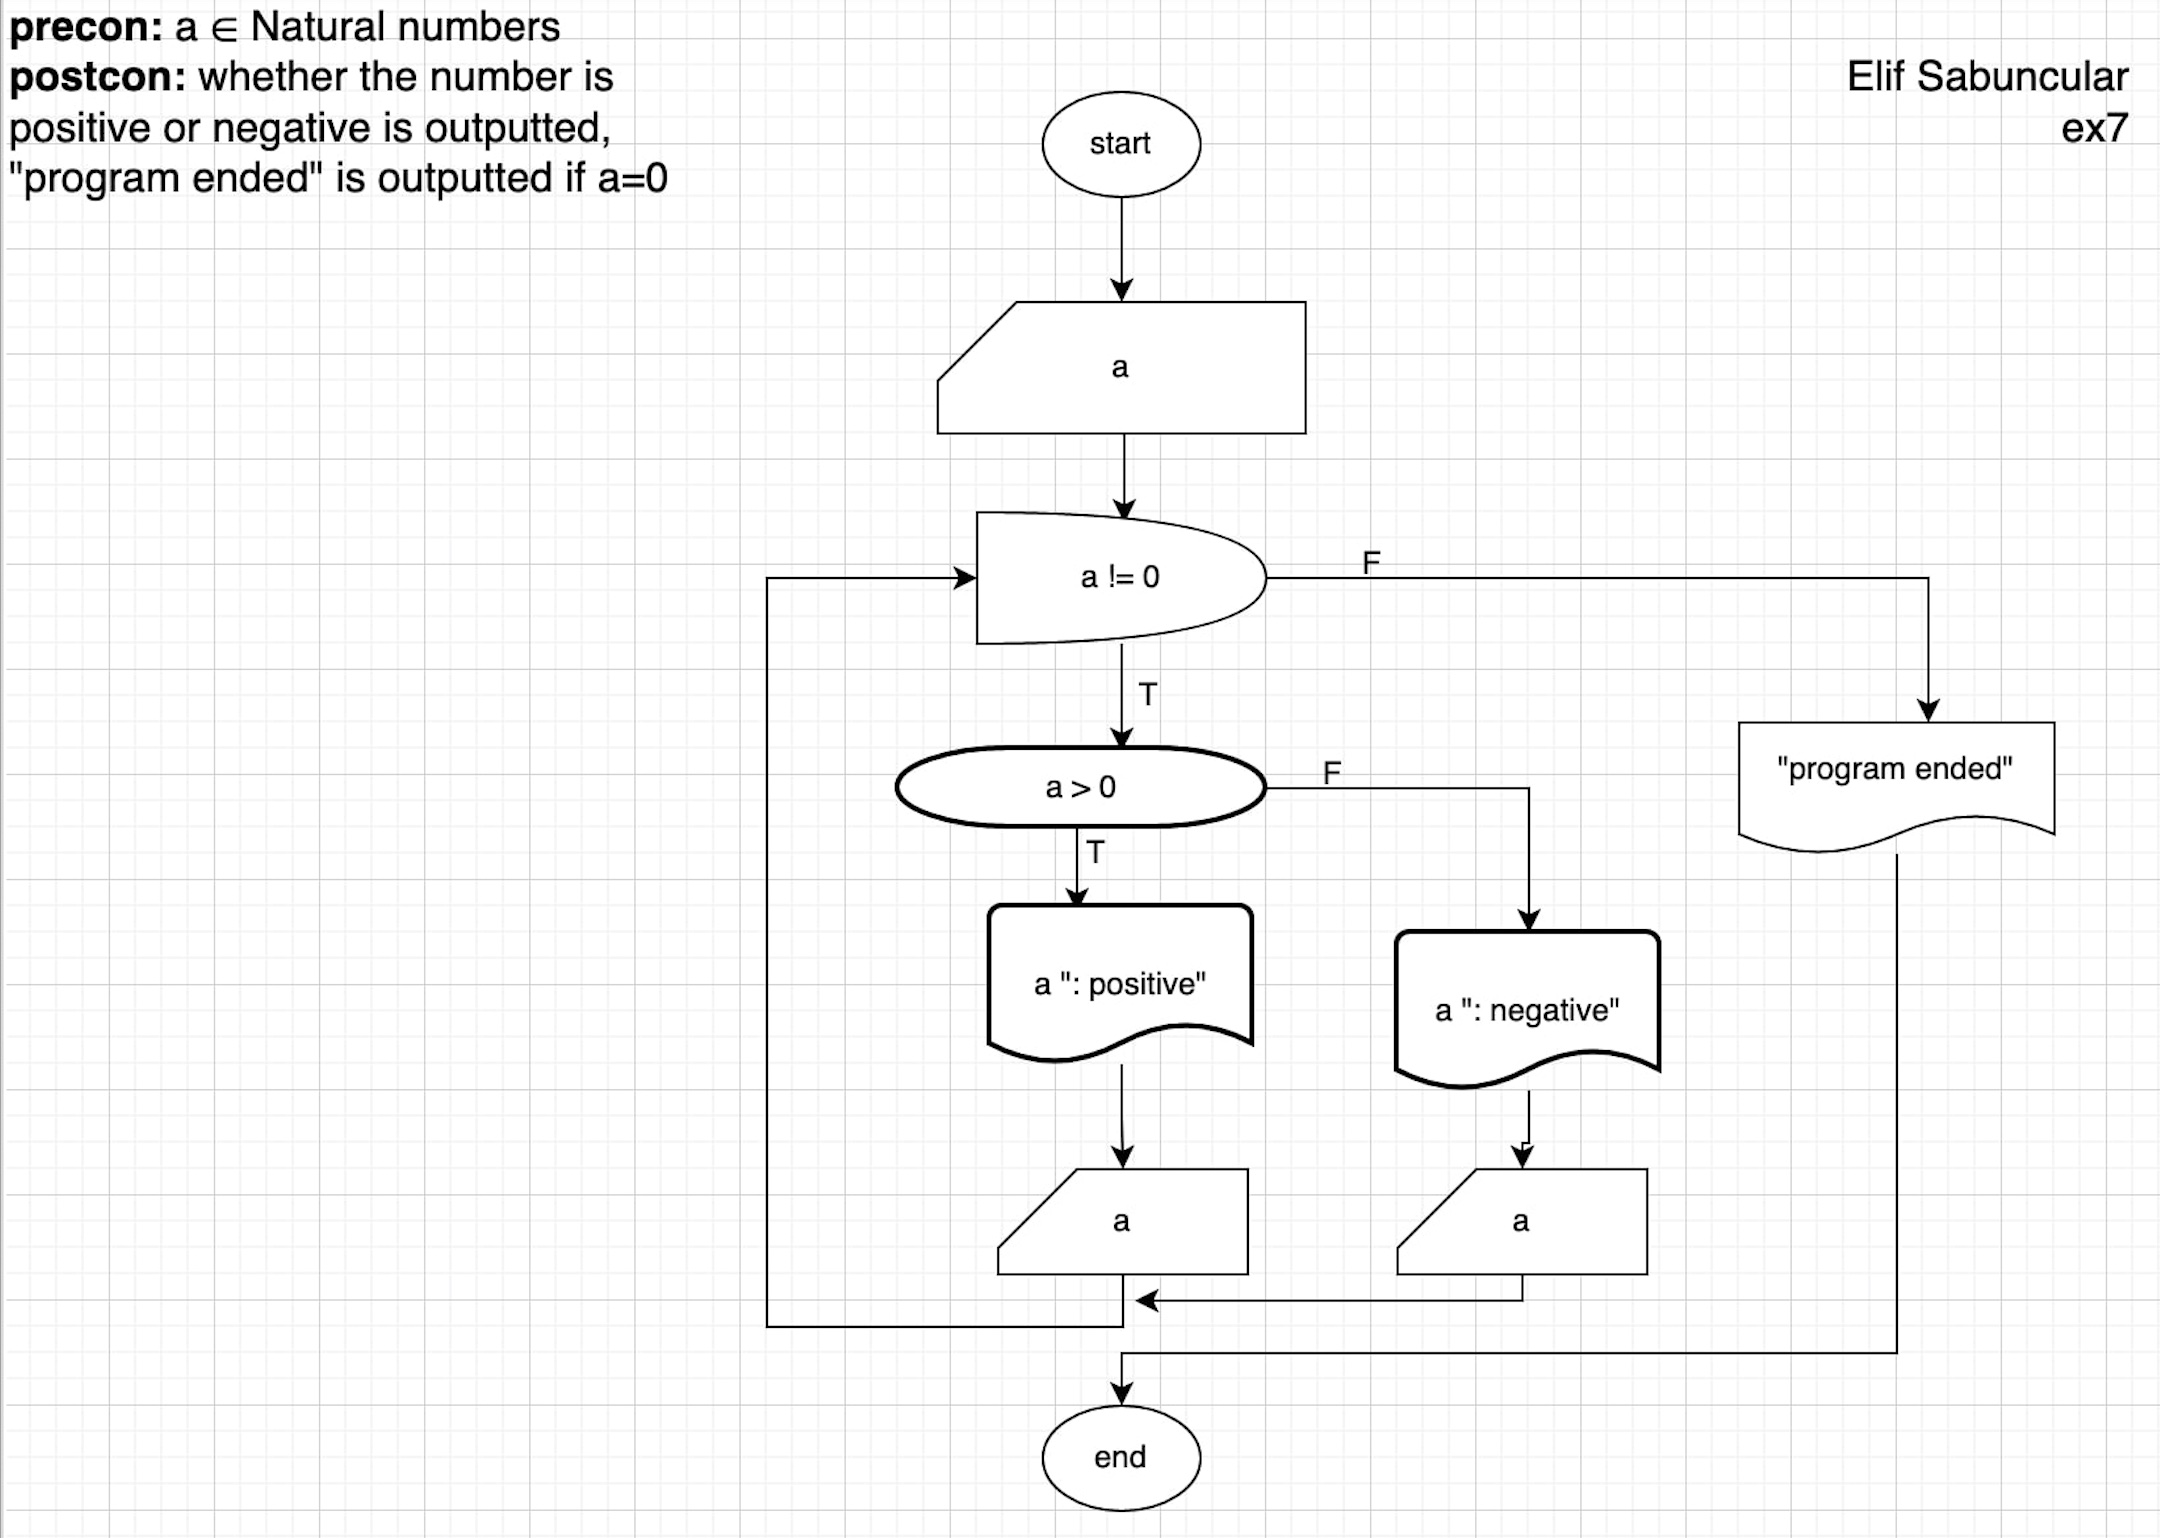 precon: a ∈ Natural numbers
postcon: whether the number is
positive or negative is outputted,
"program ended" is outputted if a=0
Elif Sabuncular
ex7
start
a
a != 0
F
T
a > 0
F
T
"program ended"
a ": positive"
a ": negative"
a
a
end